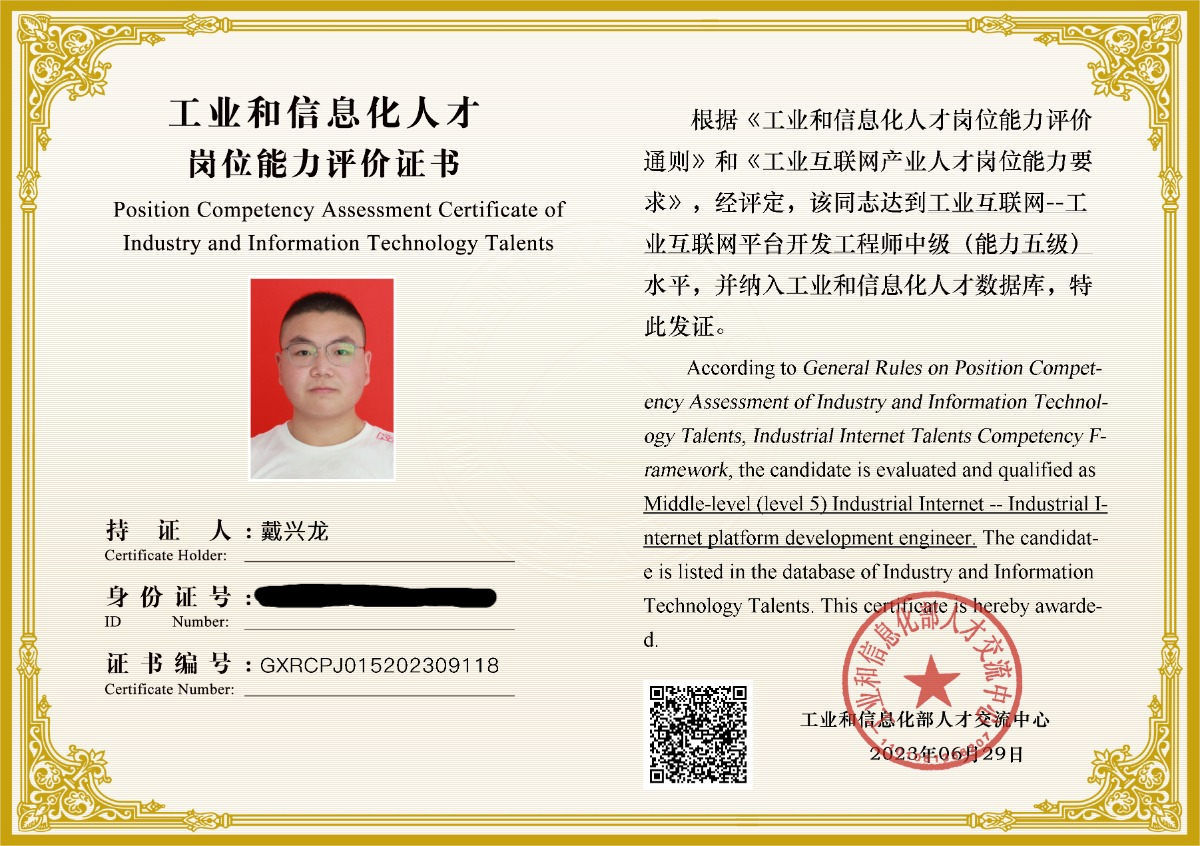 工业和信息化人才
岗位能力评价证书
Position Competency Assessment Certificate of
Industry and Information Technology Talents
持 证 人：戴兴龙
Certificate Holder:
身 份 证 号：
ID Number:
证 书 编 号：GXRCPJ015202309118
Certificate Number:
根据《工业和信息化人才岗位能力评价
通则》和《工业互联网产业人才岗位能力要
求》，经评定，该同志达到工业互联网--工
业互联网平台开发工程师中级（能力五级）
水平，并纳入工业和信息化人才数据库，特
此发证。
According to General Rules on Position Compet-
ency Assessment of Industry and Information Technol-
ogy Talents, Industrial Internet Talents Competency F-
ramework, the candidate is evaluated and qualified as
Middle-level (level 5) Industrial Internet -- Industrial I-
nternet platform development engineer. The candidat-
e is listed in the database of Industry and Information
Technology Talents. This certificate is hereby awarde-
d.
工业和信息化部人才交流中心
工业和信息化部人才交流中心
2023年06月29日